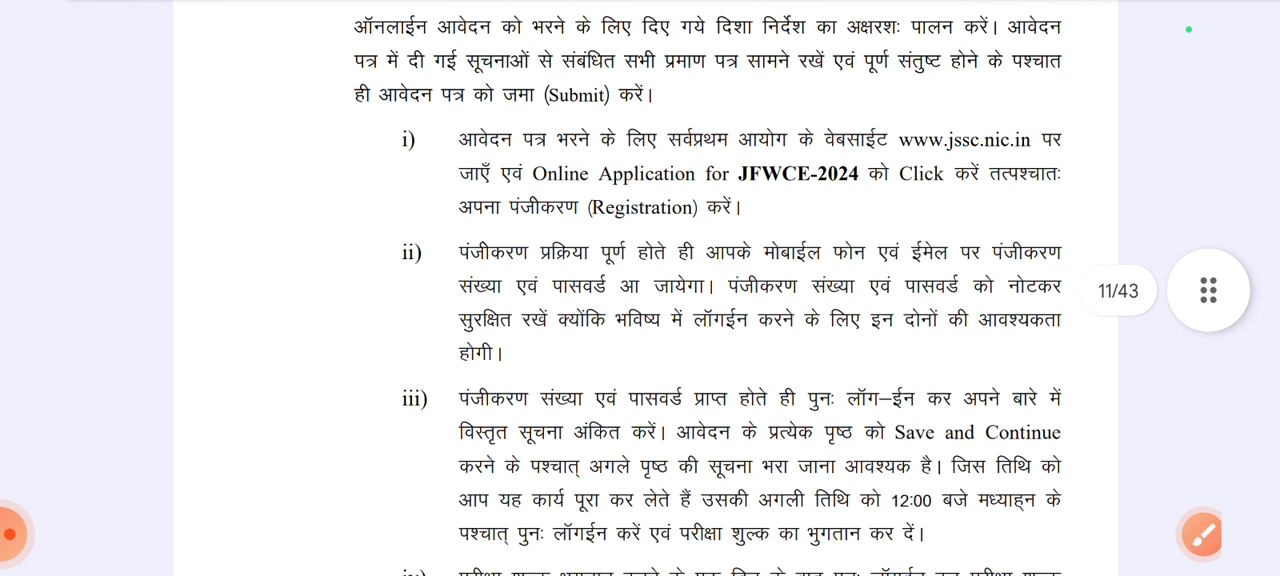 ऑनलाईन आवेदन को भरने के लिए दिए गये दिशा निर्देश का अक्षरशः पालन करें। आवेदन
पत्र में दी गई सूचनाओं से संबंधित सभी प्रमाण पत्र सामने रखें एवं पूर्ण संतुष्ट होने के पश्चात
ही आवेदन पत्र को जमा (Submit) करें।
i) आवेदन पत्र भरने के लिए सर्वप्रथम आयोग के वेबसाईट www.jssc.nic.in पर
जाएँ एवं Online Application for JFWCE-2024 को Click करें तत्पश्चातः
अपना पंजीकरण (Registration) करें।
ii) पंजीकरण प्रक्रिया पूर्ण होते ही आपके मोबाईल फोन एवं ईमेल पर पंजीकरण
संख्या एवं पासवर्ड आ जायेगा। पंजीकरण संख्या एवं पासवर्ड को नोटकर
सुरक्षित रखें क्योंकि भविष्य में लॉगईन करने के लिए इन दोनों की आवश्यकता
होगी।
11/43
iii) पंजीकरण संख्या एवं पासवर्ड प्राप्त होते ही पुनः लॉग–ईन कर अपने बारे में
विस्तृत सूचना अंकित करें। आवेदन के प्रत्येक पृष्ठ को Save and Continue
करने के पश्चात् अगले पृष्ठ की सूचना भरा जाना आवश्यक है। जिस तिथि को
आप यह कार्य पूरा कर लेते हैं उसकी अगली तिथि को 12:00 बजे मध्याह्न के
पश्चात् पुनः लॉगईन करें एवं परीक्षा शुल्क का भुगतान कर दें।